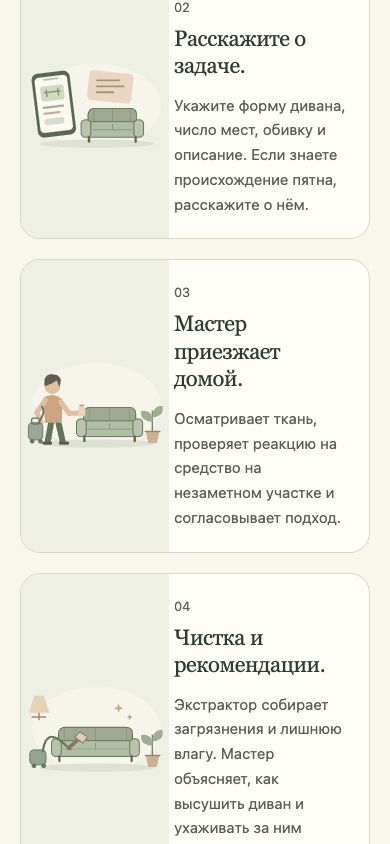 02
Расскажите о
задаче.
Укажите форму дивана,
число мест, обивку и
описание. Если знаете
происхождение пятна,
расскажите о нём.
03
Мастер
приезжает
домой.
Осматривает ткань,
проверяет реакцию на
средство на
незаметном участке и
согласовывает подход.
04
Чистка и
рекомендации.
Экстрактор собирает
загрязнения и лишнюю
влагу. Мастер
объясняет, как
высушить диван и
ухаживать за ним